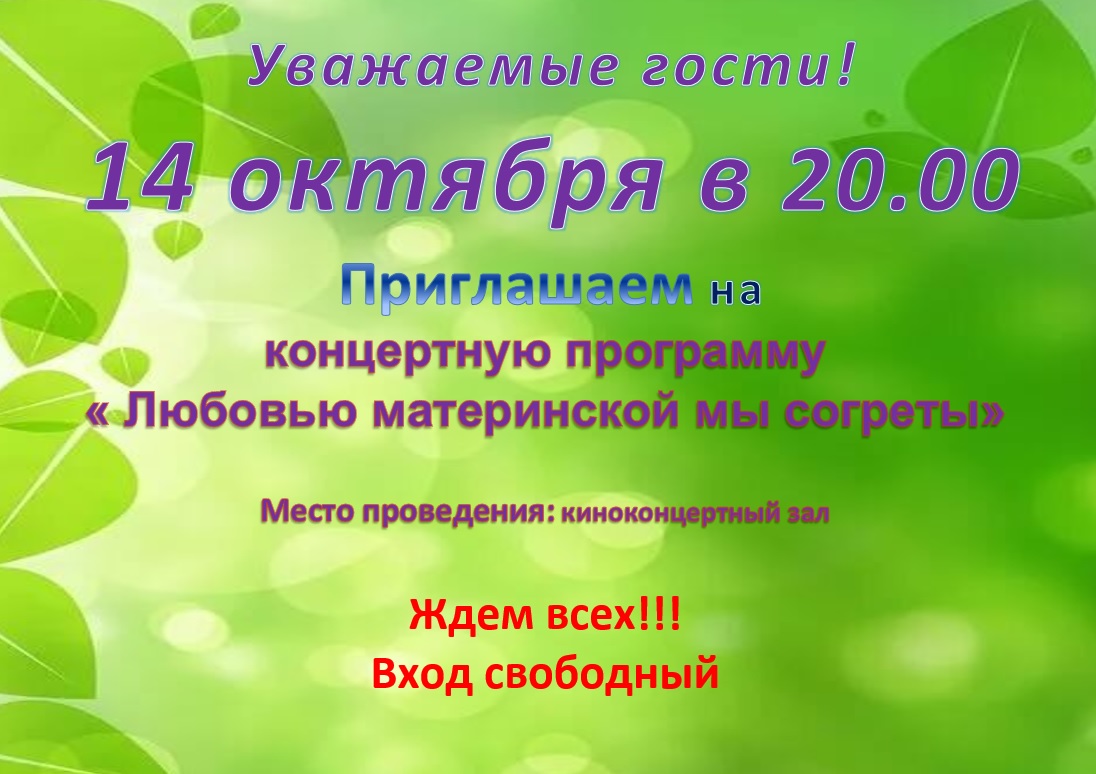 Уважаемые гости!
14 октября в 20.00
Приглашаем на
концертную программу
« Любовью материнской мы согреты»
Место проведения: киноконцертный зал
Ждем всех!!!
Вход свободный